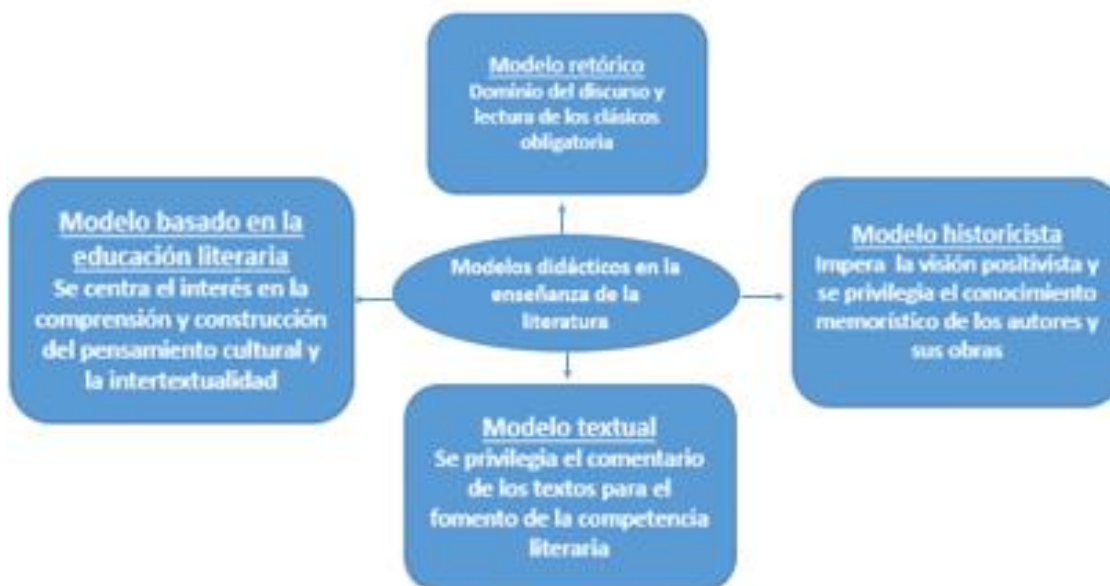 Modelo retórico
Dominio del discurso y
lectura de los clásicos
obligatoria
Modelo basado en la
educación literaria
Se centra el interés en la
comprensión y construcción
del pensamiento cultural y
la intertextualidad
Modelos didácticos en la
enseñanza de la
literatura
Modelo historicista
Impera la visión positivista y
se privilegia el conocimiento
memorístico de los autores y
sus obras
Modelo textual
Se privilegia el comentario
de los textos para el
fomento de la competencia
literaria